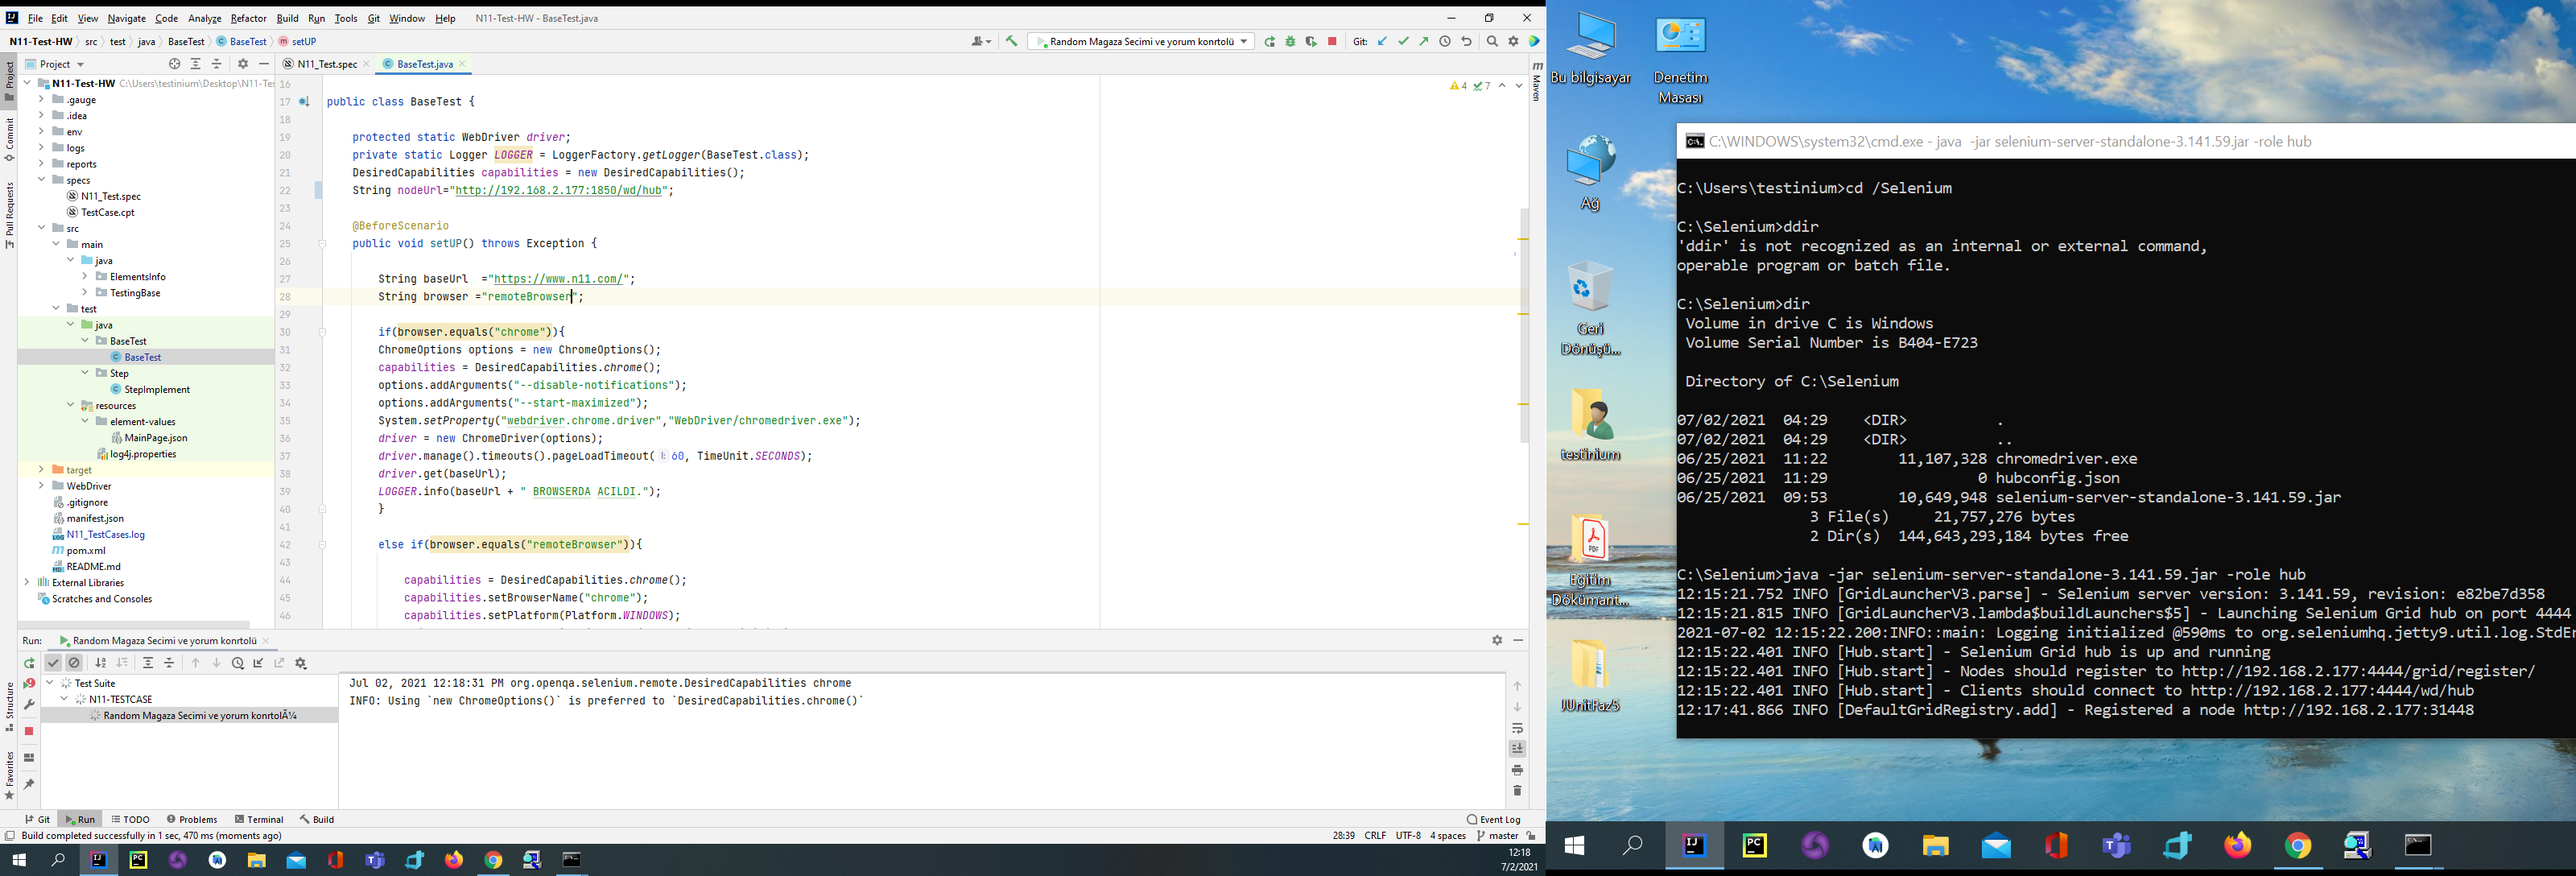 File Edit View Navigate Code Analyze Refactor Build Run Tools Git Window Help N11-Test-HW - BaseTest.java
N11-Test-HW src test java BaseTest BaseTest setUP
Random Magaza Secimi ve yorum konrtolü
Git:
Project
N11_Test.spec
BaseTest.java
N11-Test-HW C:\Users\testinium\Desktop\N11-Tes
.gauge
.idea
env
logs
reports
specs
N11_Test.spec
TestCase.cpt
src
main
java
ElementsInfo
TestingBase
test
java
BaseTest
BaseTest
Step
StepImplement
resources
element-values
MainPage.json
log4j.properties
target
WebDriver
.gitignore
manifest.json
N11_TestCases.log
pom.xml
README.md
External Libraries
Scratches and Consoles
Project
Commit
Pull Requests
Structure
Favorites
Maven
4 7
16
17 public class BaseTest {
18
19 protected static WebDriver driver;
20 private static Logger LOGGER = LoggerFactory.getLogger(BaseTest.class);
21 DesiredCapabilities capabilities = new DesiredCapabilities();
22 String nodeUrl="http://192.168.2.177:1850/wd/hub";
23
24 @BeforeScenario
25 public void setUP() throws Exception {
26
27 String baseUrl ="https://www.n11.com/";
28 String browser ="remoteBrowser";
29
30 if(browser.equals("chrome")){
31 ChromeOptions options = new ChromeOptions();
32 capabilities = DesiredCapabilities.chrome();
33 options.addArguments("--disable-notifications");
34 options.addArguments("--start-maximized");
35 System.setProperty("webdriver.chrome.driver","WebDriver/chromedriver.exe");
36 driver = new ChromeDriver(options);
37 driver.manage().timeouts().pageLoadTimeout( l: 60, TimeUnit.SECONDS);
38 driver.get(baseUrl);
39 LOGGER.info(baseUrl + " BROWSERDA ACILDI.");
40 }
41
42 else if(browser.equals("remoteBrowser")){
43
44 capabilities = DesiredCapabilities.chrome();
45 capabilities.setBrowserName("chrome");
46 capabilities.setPlatform(Platform.WINDOWS);
Run: Random Magaza Secimi ve yorum konrtolü
Test Suite
N11-TESTCASE
Random Magaza Secimi ve yorum konrtolÃ¼
Jul 02, 2021 12:18:31 PM org.openqa.selenium.remote.DesiredCapabilities chrome
INFO: Using `new ChromeOptions()` is preferred to `DesiredCapabilities.chrome()`
Git Run TODO Problems Terminal Build Event Log
Build completed successfully in 1 sec, 470 ms (moments ago) 28:39 CRLF UTF-8 4 spaces master
12:18
7/2/2021
Bu bilgisayar
Denetim
Masası
Ağ
Geri
Dönüşü...
testinium
Eğitim
Dökümant...
JUnitFaz5
C:\WINDOWS\system32\cmd.exe - java -jar selenium-server-standalone-3.141.59.jar -role hub
C:\Users\testinium>cd /Selenium
C:\Selenium>ddir
'ddir' is not recognized as an internal or external command,
operable program or batch file.
C:\Selenium>dir
Volume in drive C is Windows
Volume Serial Number is B404-E723
Directory of C:\Selenium
07/02/2021 04:29 <DIR> .
07/02/2021 04:29 <DIR> ..
06/25/2021 11:22 11,107,328 chromedriver.exe
06/25/2021 11:29 0 hubconfig.json
06/25/2021 09:53 10,649,948 selenium-server-standalone-3.141.59.jar
3 File(s) 21,757,276 bytes
2 Dir(s) 144,643,293,184 bytes free
C:\Selenium>java -jar selenium-server-standalone-3.141.59.jar -role hub
12:15:21.752 INFO [GridLauncherV3.parse] - Selenium server version: 3.141.59, revision: e82be7d358
12:15:21.815 INFO [GridLauncherV3.lambda$buildLaunchers$5] - Launching Selenium Grid hub on port 4444
2021-07-02 12:15:22.200:INFO::main: Logging initialized @590ms to org.seleniumhq.jetty9.util.log.StdEr
12:15:22.401 INFO [Hub.start] - Selenium Grid hub is up and running
12:15:22.401 INFO [Hub.start] - Nodes should register to http://192.168.2.177:4444/grid/register/
12:15:22.401 INFO [Hub.start] - Clients should connect to http://192.168.2.177:4444/wd/hub
12:17:41.866 INFO [DefaultGridRegistry.add] - Registered a node http://192.168.2.177:31448